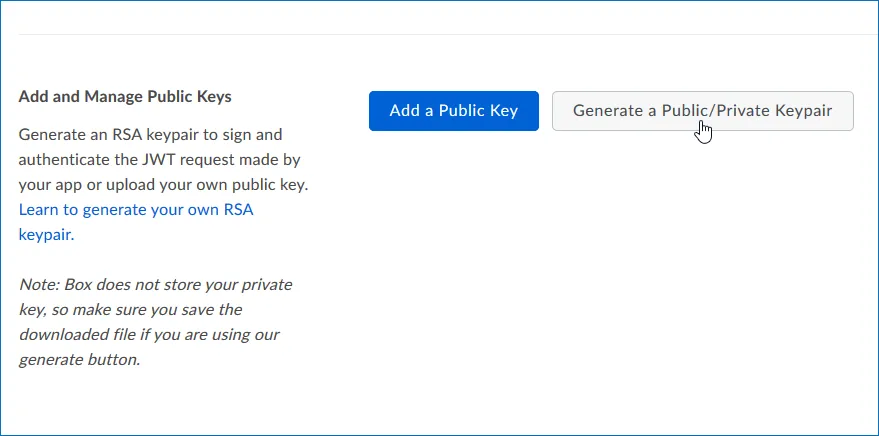 Add and Manage Public Keys
Add a Public Key
Generate a Public/Private Keypair
Generate an RSA keypair to sign and
authenticate the JWT request made by
your app or upload your own public key.
Learn to generate your own RSA
keypair.
Note: Box does not store your private
key, so make sure you save the
downloaded file if you are using our
generate button.